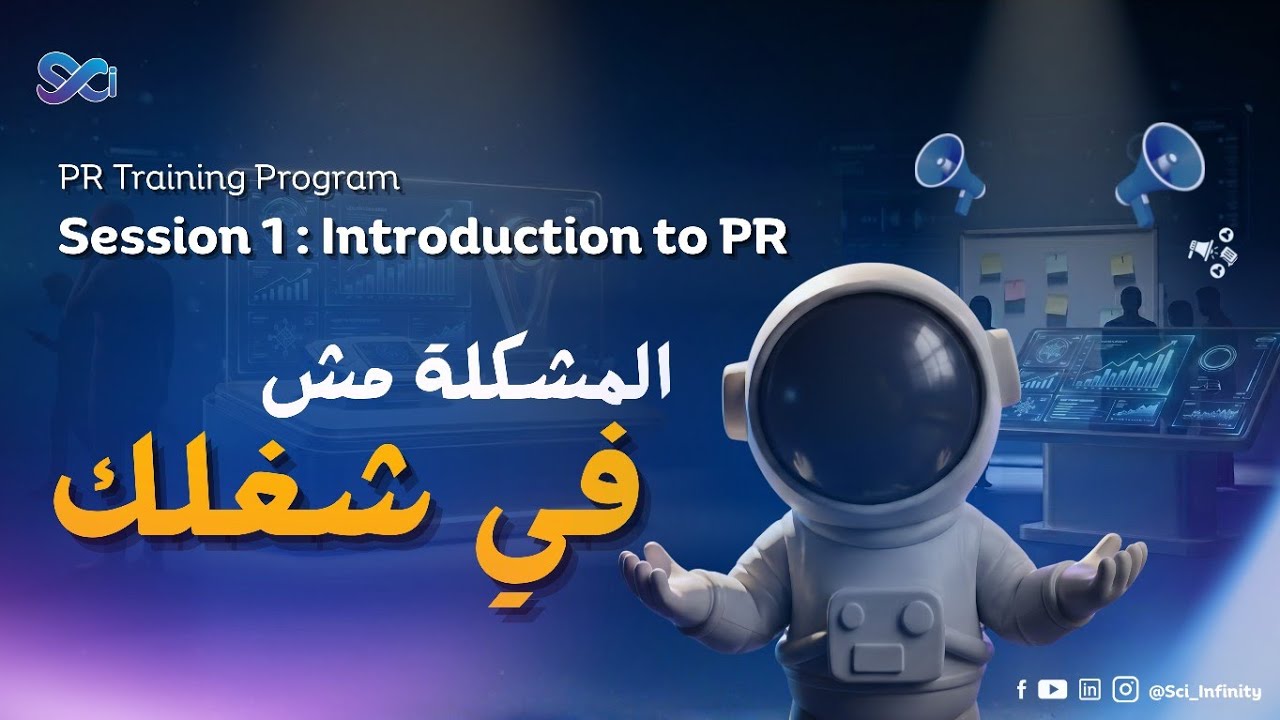 Sci
PR Training Program
Session 1 : Introduction to PR
المشكلة مش
في شغلك
@Sci_Infinity